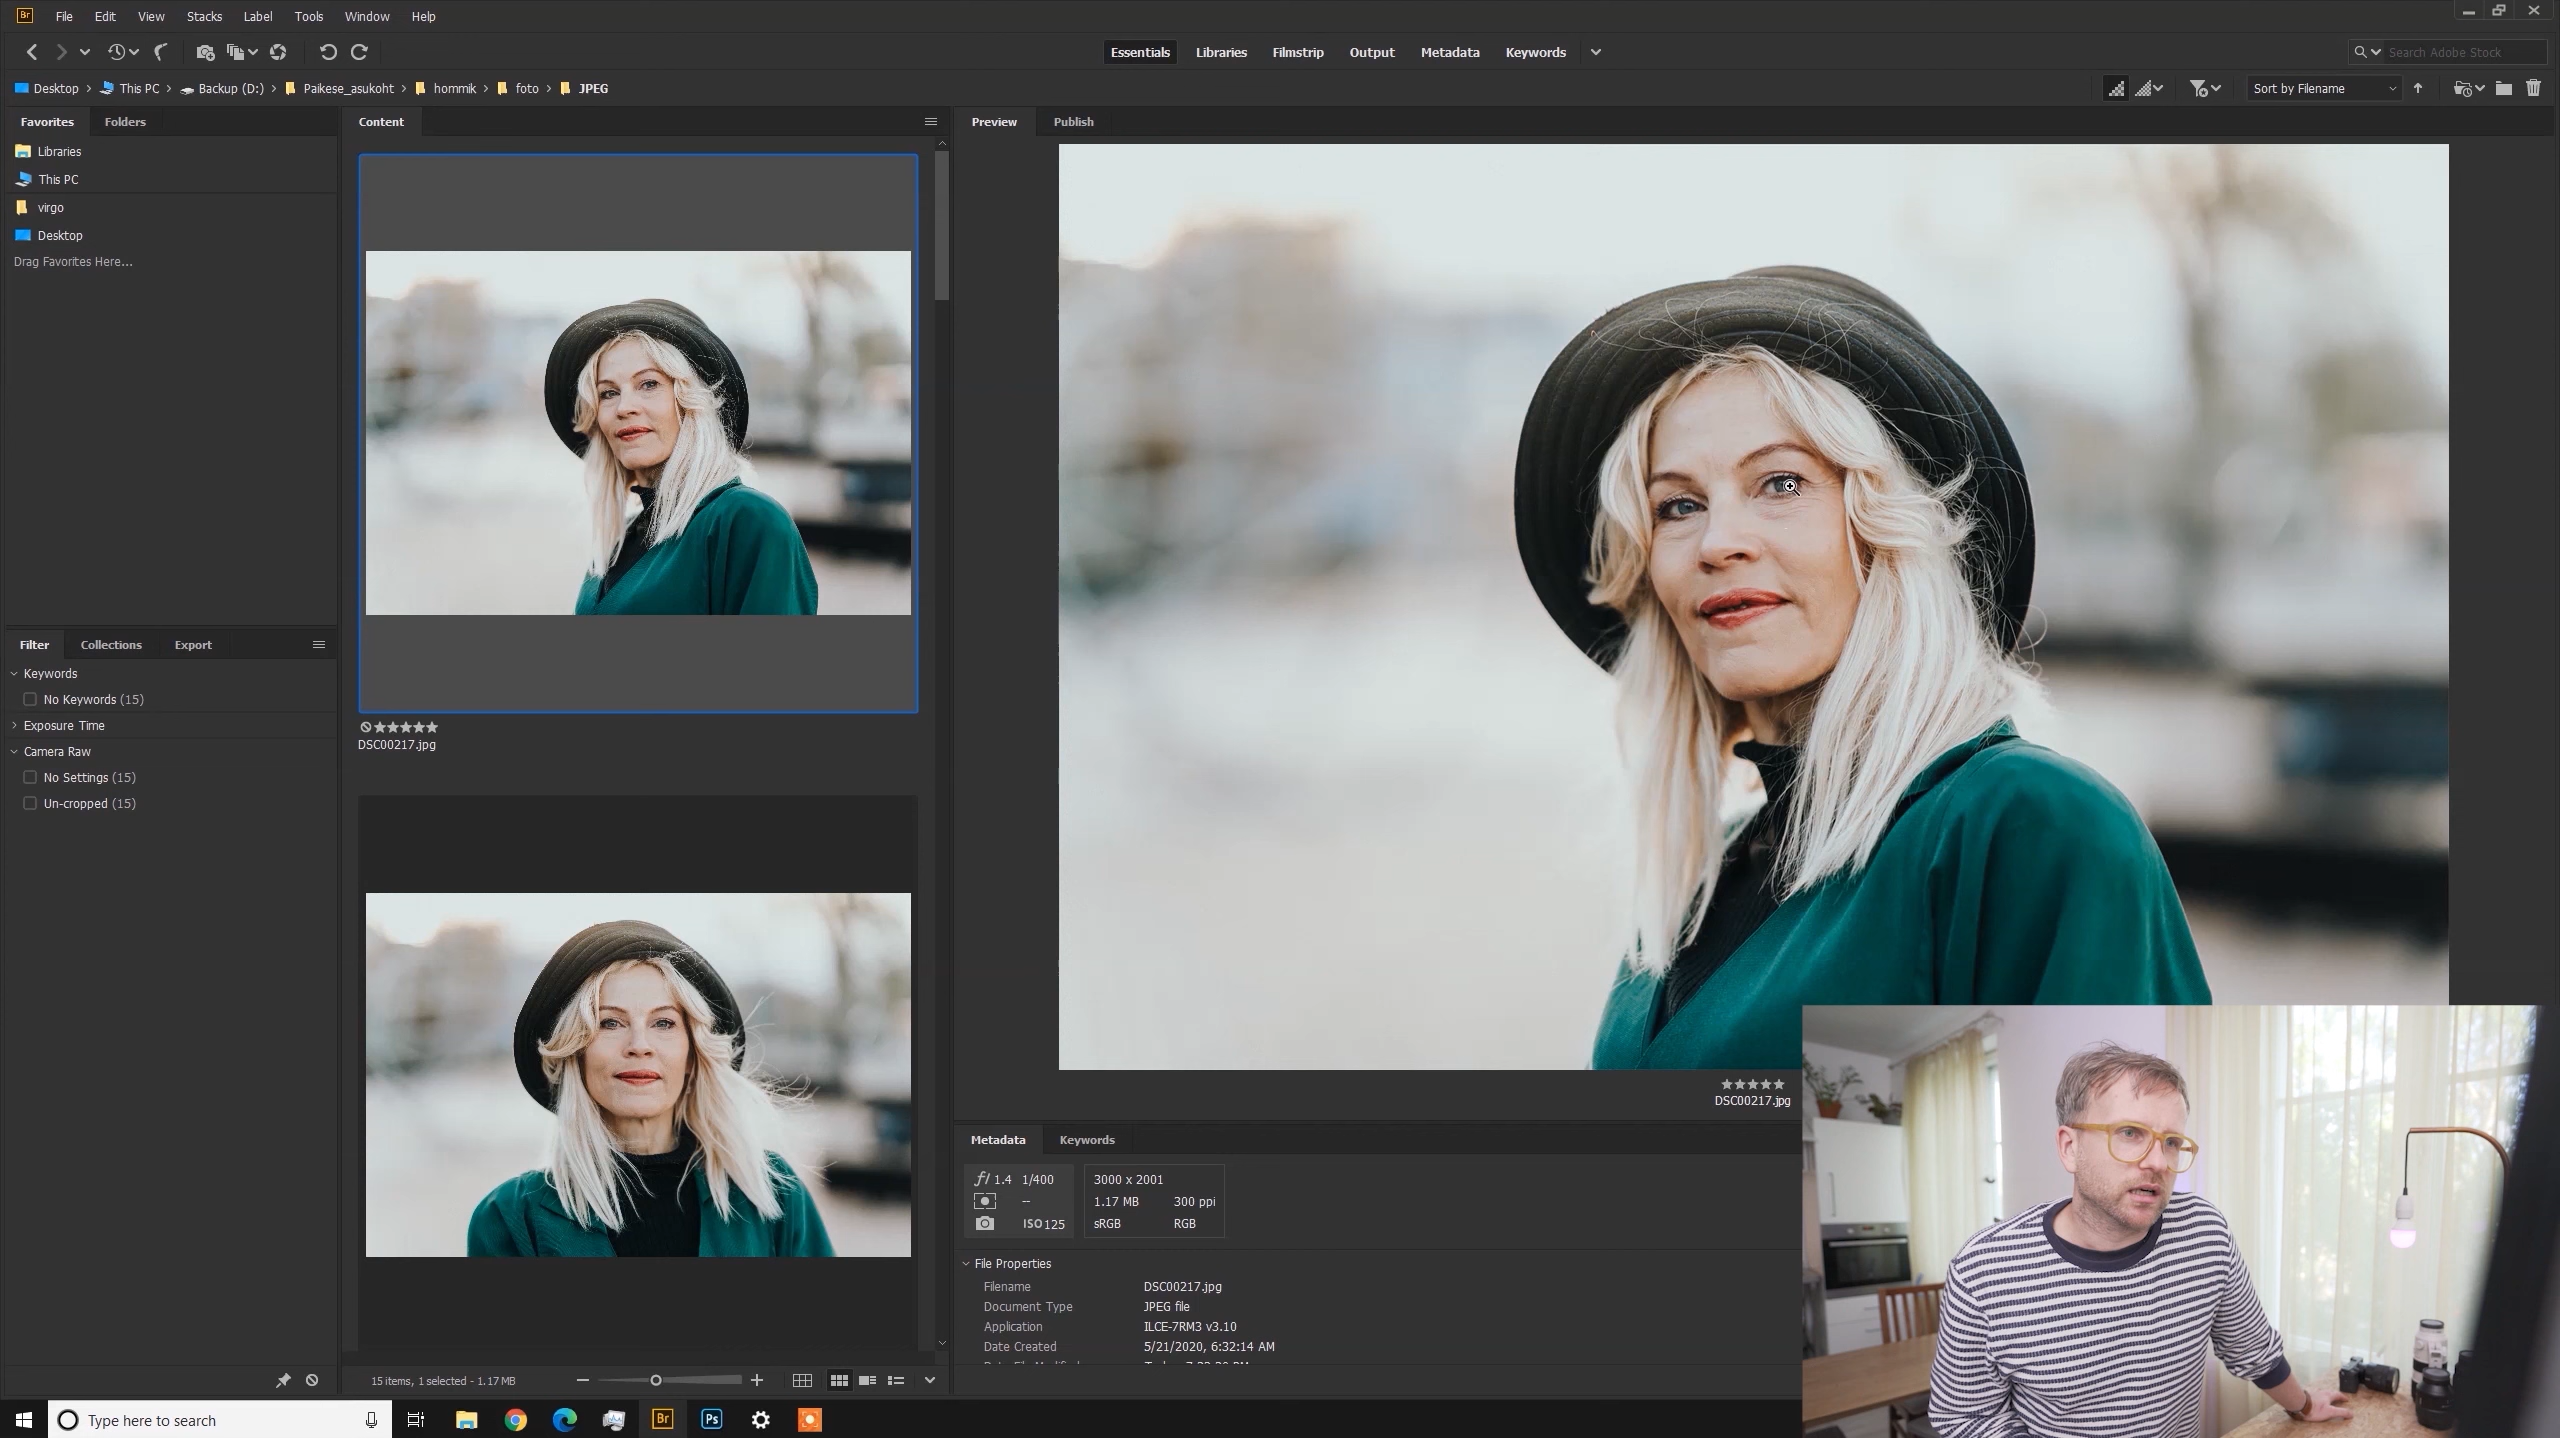 Br File Edit View Stacks Label Tools Window Help
Essentials Libraries Filmstrip Output Metadata Keywords
Search Adobe Stock
Desktop This PC Backup (D:) Paikese_asukoht hommik foto JPEG
Sort by Filename
Favorites Folders
Libraries
This PC
virgo
Desktop
Drag Favorites Here...
Filter Collections Export
Keywords
No Keywords (15)
Exposure Time
Camera Raw
No Settings (15)
Un-cropped (15)
Content
DSC00217.jpg
15 items, 1 selected - 1.17 MB
Preview Publish
DSC00217.jpg
Metadata Keywords
f/ 1.4 1/400
--
ISO125
3000 x 2001
1.17 MB 300 ppi
sRGB RGB
File Properties
Filename DSC00217.jpg
Document Type JPEG file
Application ILCE-7RM3 v3.10
Date Created 5/21/2020, 6:32:14 AM
Type here to search
Br Ps